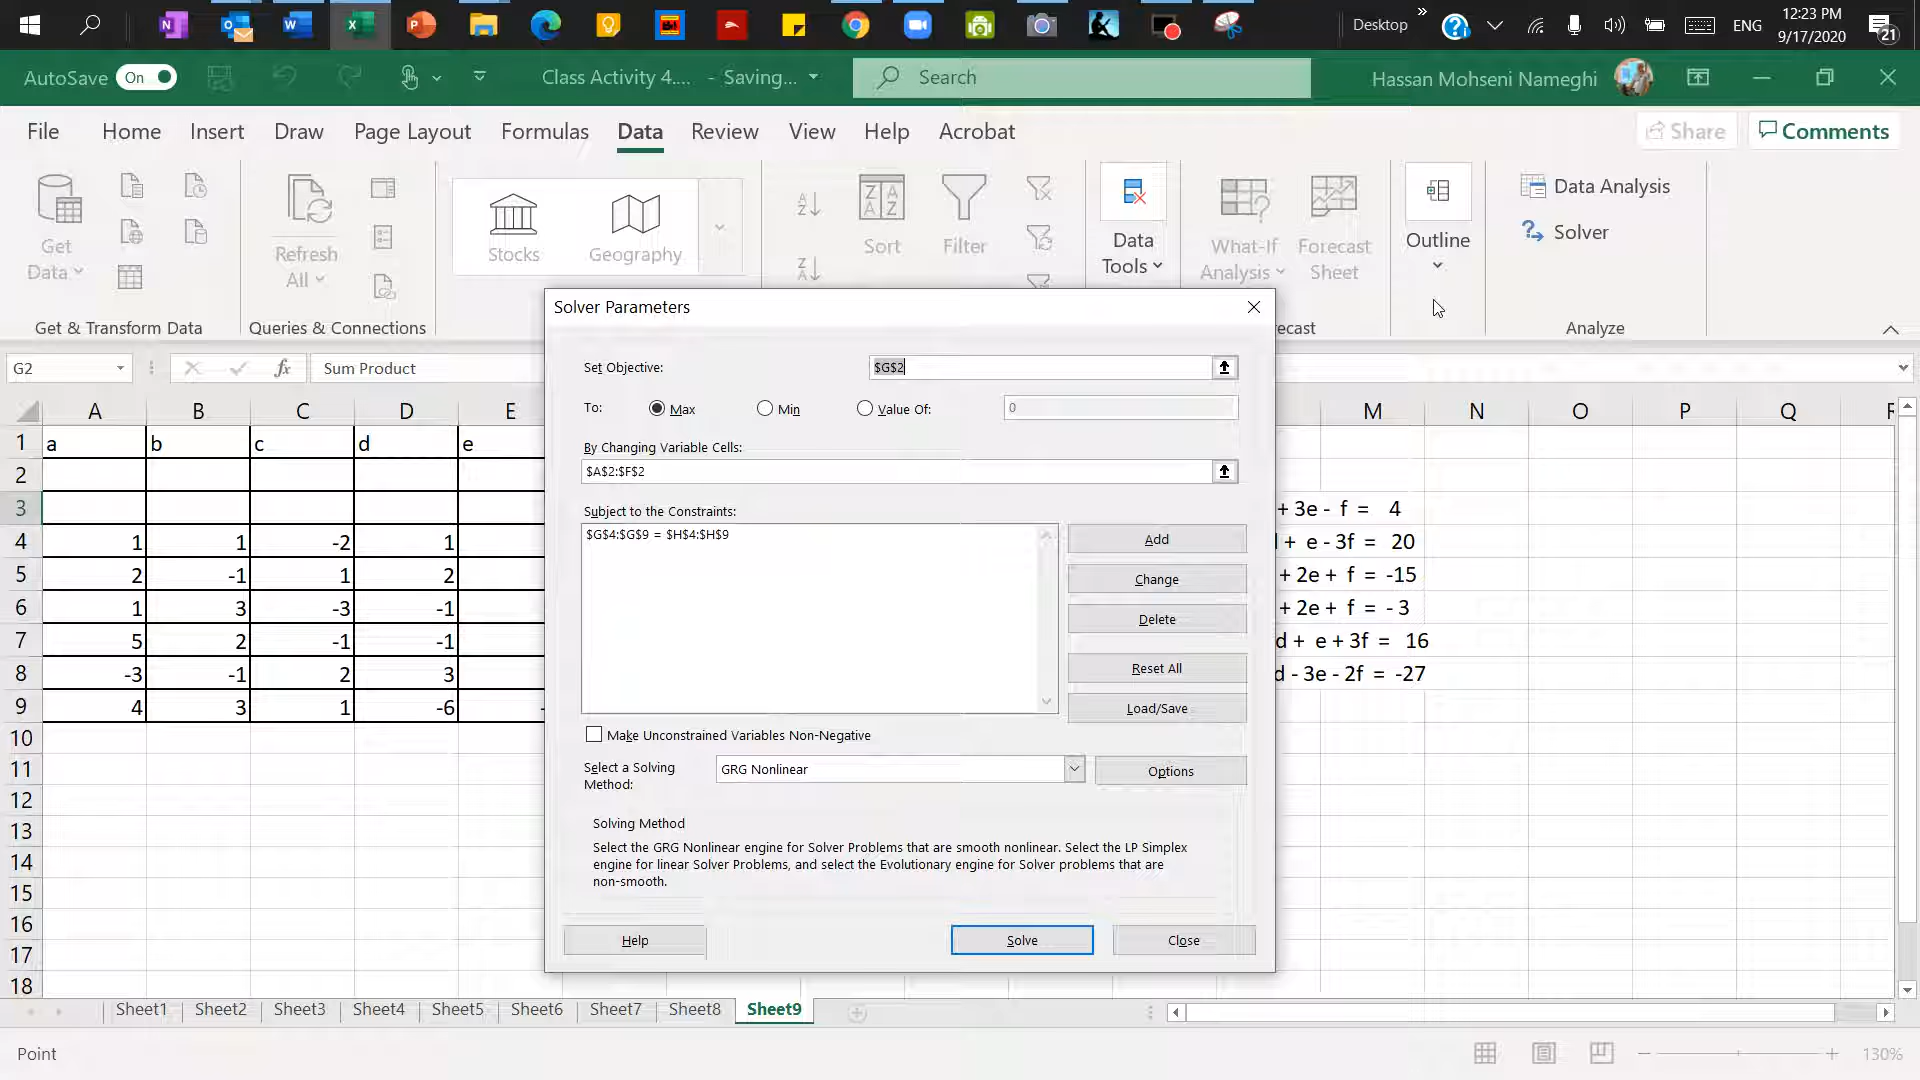 Desktop
»
ENG
12:23 PM
9/17/2020
21
AutoSave On
Class Activity 4.... - Saving...
Search
Hassan Mohseni Nameghi
File Home Insert Draw Page Layout Formulas Data Review View Help Acrobat
Share
Comments
Get
Data
Refresh
All
Stocks
Geography
Sort
Filter
Data
Tools
What-If
Analysis
Forecast
Sheet
Outline
Data Analysis
Solver
Get & Transform Data
Queries & Connections
ecast
Analyze
G2
fx
Sum Product
A B C D E M N O P Q
1 a b c d e
2
3
4 1 1 -2 1
5 2 -1 1 2
6 1 3 -3 -1
7 5 2 -1 -1
8 -3 -1 2 3
9 4 3 1 -6 -
10
11
12
13
14
15
16
17
18
+ 3e - f = 4
+ e - 3f = 20
+ 2e + f = -15
+ 2e + f = - 3
d + e + 3f = 16
d - 3e - 2f = -27
Solver Parameters
Set Objective:
$G$2
To:
Max
Min
Value Of:
0
By Changing Variable Cells:
$A$2:$F$2
Subject to the Constraints:
$G$4:$G$9 = $H$4:$H$9
Add
Change
Delete
Reset All
Load/Save
Make Unconstrained Variables Non-Negative
Select a Solving
Method:
GRG Nonlinear
Options
Solving Method
Select the GRG Nonlinear engine for Solver Problems that are smooth nonlinear. Select the LP Simplex
engine for linear Solver Problems, and select the Evolutionary engine for Solver problems that are
non-smooth.
Help
Solve
Close
Sheet1 Sheet2 Sheet3 Sheet4 Sheet5 Sheet6 Sheet7 Sheet8 Sheet9
Point
130%